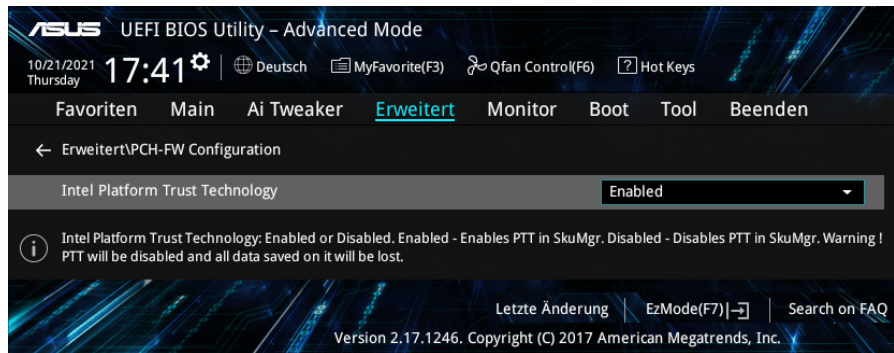 ASUS UEFI BIOS Utility – Advanced Mode
10/21/2021
Thursday
17:41
Deutsch MyFavorite(F3) Qfan Control(F6) ? Hot Keys
Favoriten Main Ai Tweaker Erweitert Monitor Boot Tool Beenden
← Erweitert\PCH-FW Configuration
Intel Platform Trust Technology Enabled
i Intel Platform Trust Technology: Enabled or Disabled. Enabled - Enables PTT in SkuMgr. Disabled - Disables PTT in SkuMgr. Warning !
PTT will be disabled and all data saved on it will be lost.
Letzte Änderung EzMode(F7) Search on FAQ
Version 2.17.1246. Copyright (C) 2017 American Megatrends, Inc.